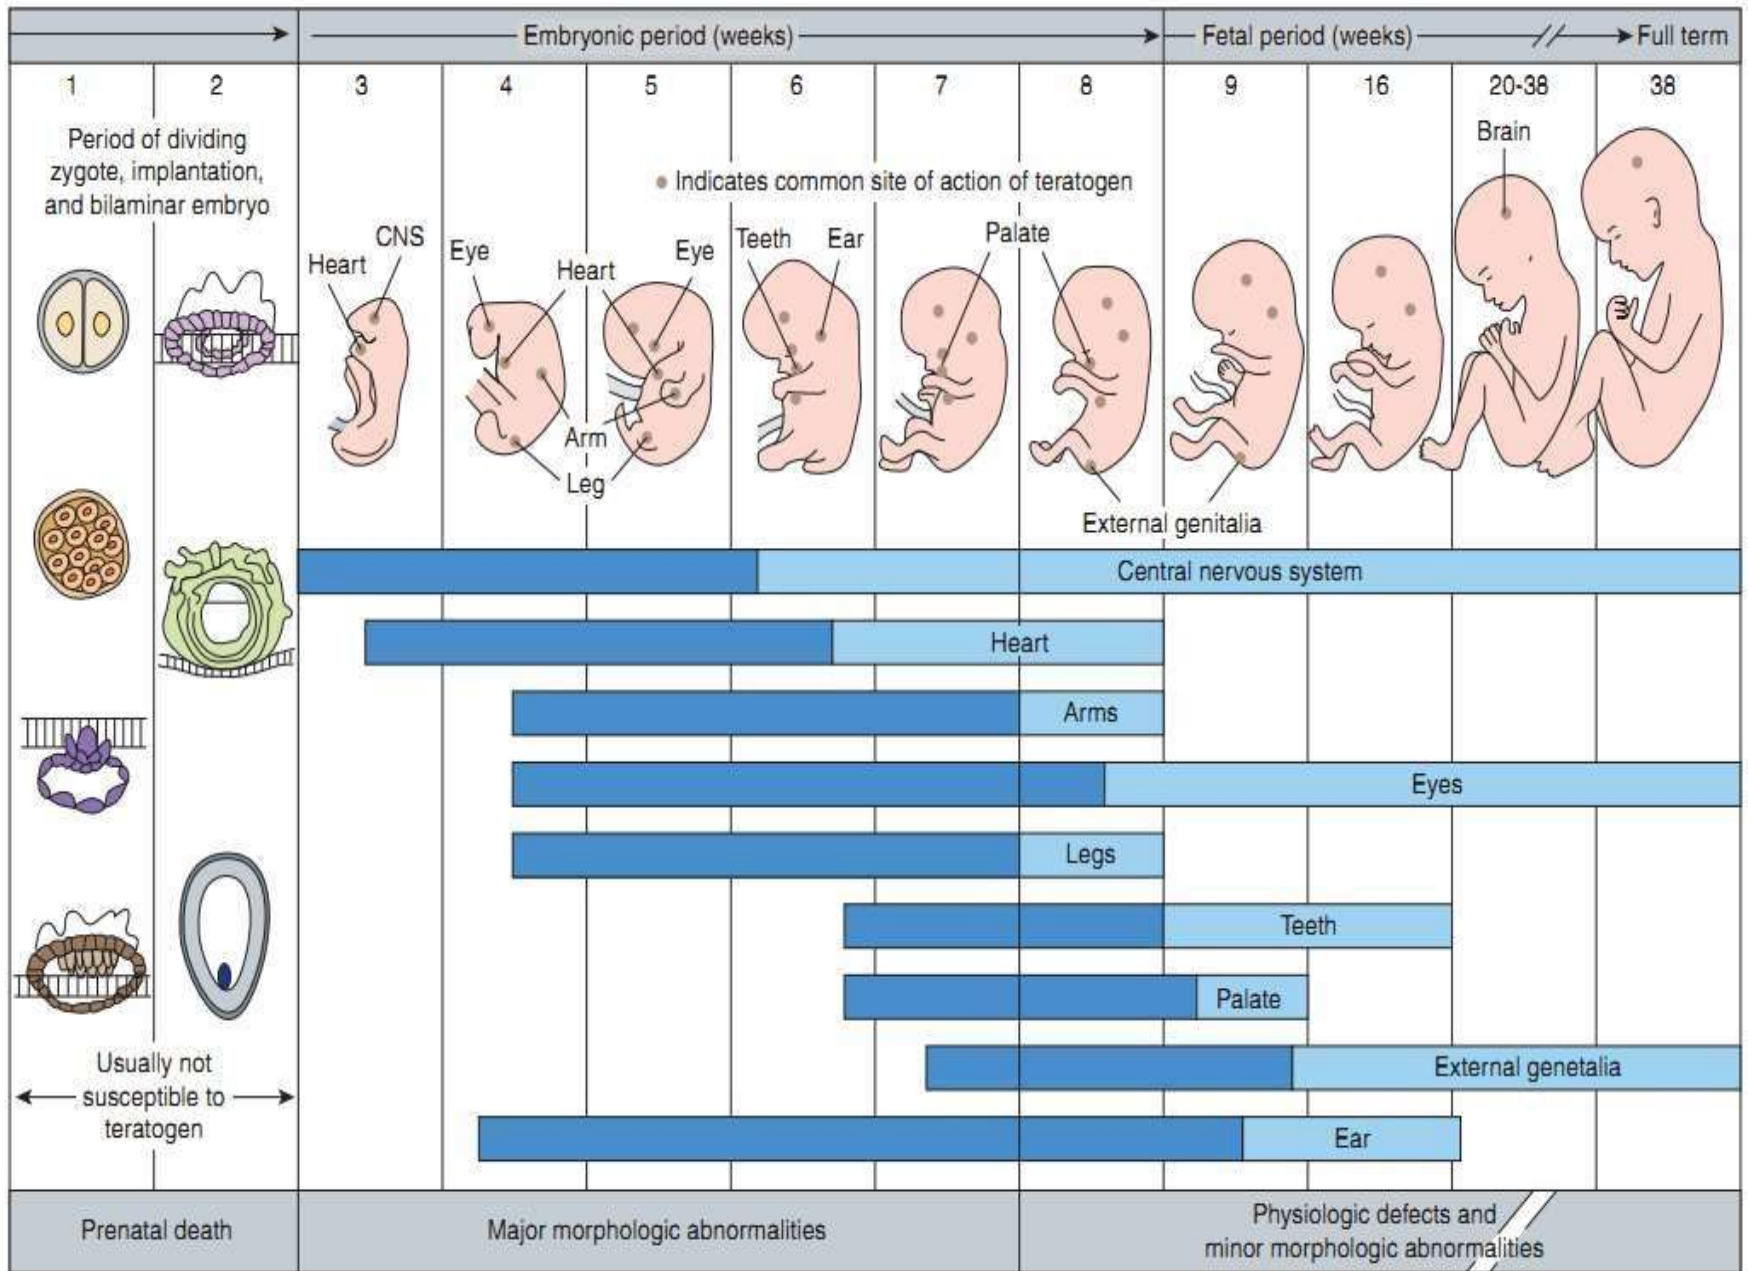 Embryonic period (weeks)
Fetal period (weeks)
Full term
1
2
3
4
5
6
7
8
9
16
20-38
38
Period of dividing
zygote, implantation,
and bilaminar embryo
Brain
Indicates common site of action of teratogen
CNS
Heart
Eye
Heart
Eye
Teeth
Ear
Palate
Arm
Leg
External genitalia
Central nervous system
Heart
Arms
Eyes
Legs
Teeth
Palate
External genetalia
Ear
Usually not
susceptible to
teratogen
Prenatal death
Major morphologic abnormalities
Physiologic defects and
minor morphologic abnormalities